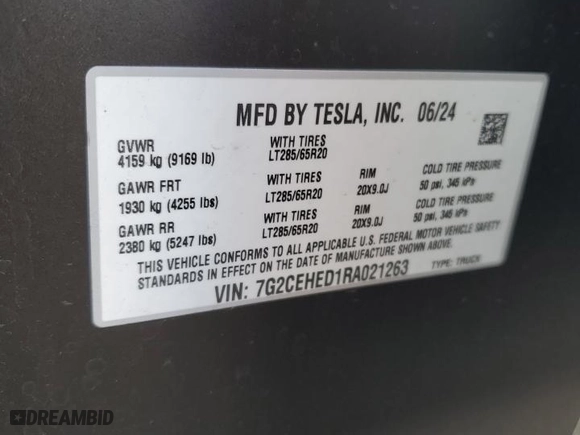 MFD BY TESLA, INC. 06/24
GVWR WITH TIRES
4159 kg (9169 lb) LT285/65R20
GAWR FRT WITH TIRES RIM COLD TIRE PRESSURE
1930 kg (4255 lbs) LT285/65R20 20X9.0J 50 psi, 345 kPa
GAWR RR WITH TIRES RIM COLD TIRE PRESSURE
2380 kg (5247 lbs) LT285/65R20 20X9.0J 50 psi, 345 kPa
THIS VEHICLE CONFORMS TO ALL APPLICABLE U.S. FEDERAL MOTOR VEHICLE SAFETY
STANDARDS IN EFFECT ON THE DATE OF MANUFACTURE SHOWN ABOVE.
VIN: 7G2CEHED1RA021263 TYPE: TRUCK
DREAMBID